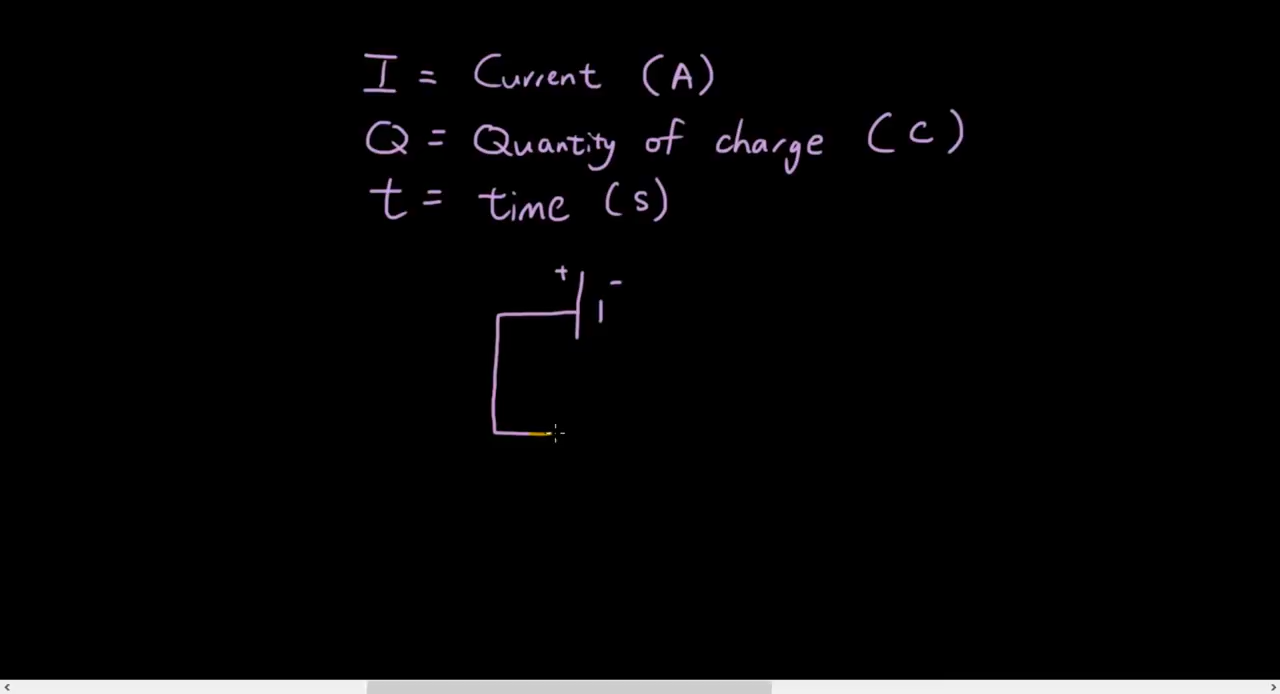 I = Current (A)
Q = Quantity of charge (C)
t = time (s)
+ -